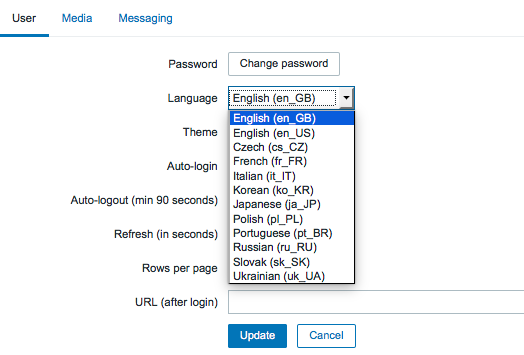 User Media Messaging
Password Change password
Language English (en_GB)
English (en_GB)
Theme English (en_US)
Czech (cs_CZ)
Auto-login French (fr_FR)
Italian (it_IT)
Korean (ko_KR)
Auto-logout (min 90 seconds) Japanese (ja_JP)
Polish (pl_PL)
Refresh (in seconds) Portuguese (pt_BR)
Russian (ru_RU)
Rows per page Slovak (sk_SK)
Ukrainian (uk_UA)
URL (after login)
Update Cancel